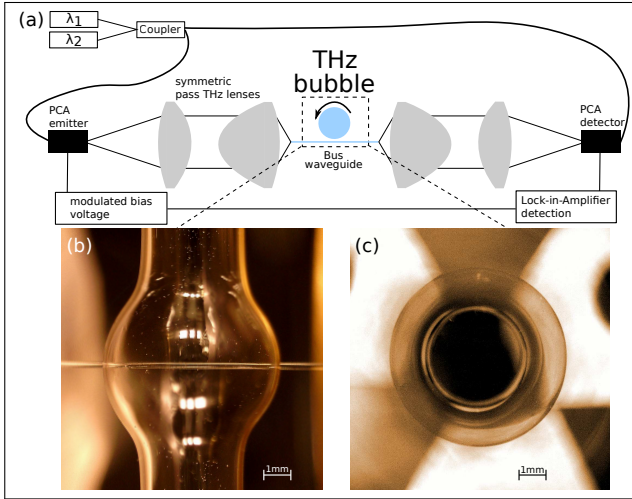 (a)
λ1
λ2
Coupler
PCA
emitter
symmetric
pass THz lenses
THz
bubble
Bus
waveguide
PCA
detector
modulated bias
voltage
Lock-in-Amplifier
detection
(b)
1mm
(c)
1mm